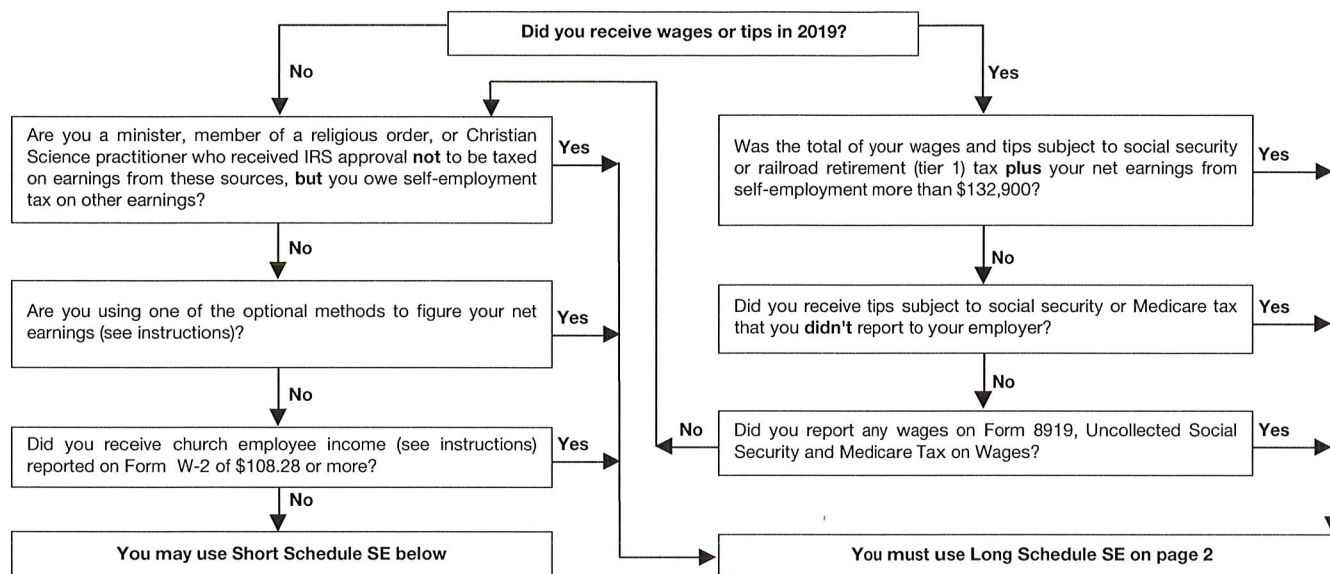 Did you receive wages or tips in 2019?
No
Yes
Are you a minister, member of a religious order, or Christian
Science practitioner who received IRS approval not to be taxed
on earnings from these sources, but you owe self-employment
tax on other earnings?
Yes
No
Are you using one of the optional methods to figure your net
earnings (see instructions)?
Yes
No
Did you receive church employee income (see instructions)
reported on Form W-2 of $108.28 or more?
Yes
No
You may use Short Schedule SE below
Was the total of your wages and tips subject to social security
or railroad retirement (tier 1) tax plus your net earnings from
self-employment more than $132,900?
Yes
No
Did you receive tips subject to social security or Medicare tax
that you didn't report to your employer?
Yes
No
No
Did you report any wages on Form 8919, Uncollected Social
Security and Medicare Tax on Wages?
Yes
You must use Long Schedule SE on page 2